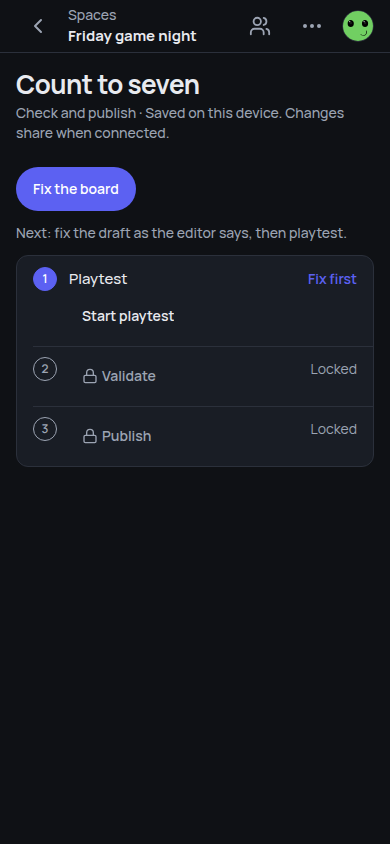 Spaces
Friday game night
Count to seven
Check and publish · Saved on this device. Changes
share when connected.
Fix the board
Next: fix the draft as the editor says, then playtest.
1 Playtest Fix first
Start playtest
2 Validate Locked
3 Publish Locked